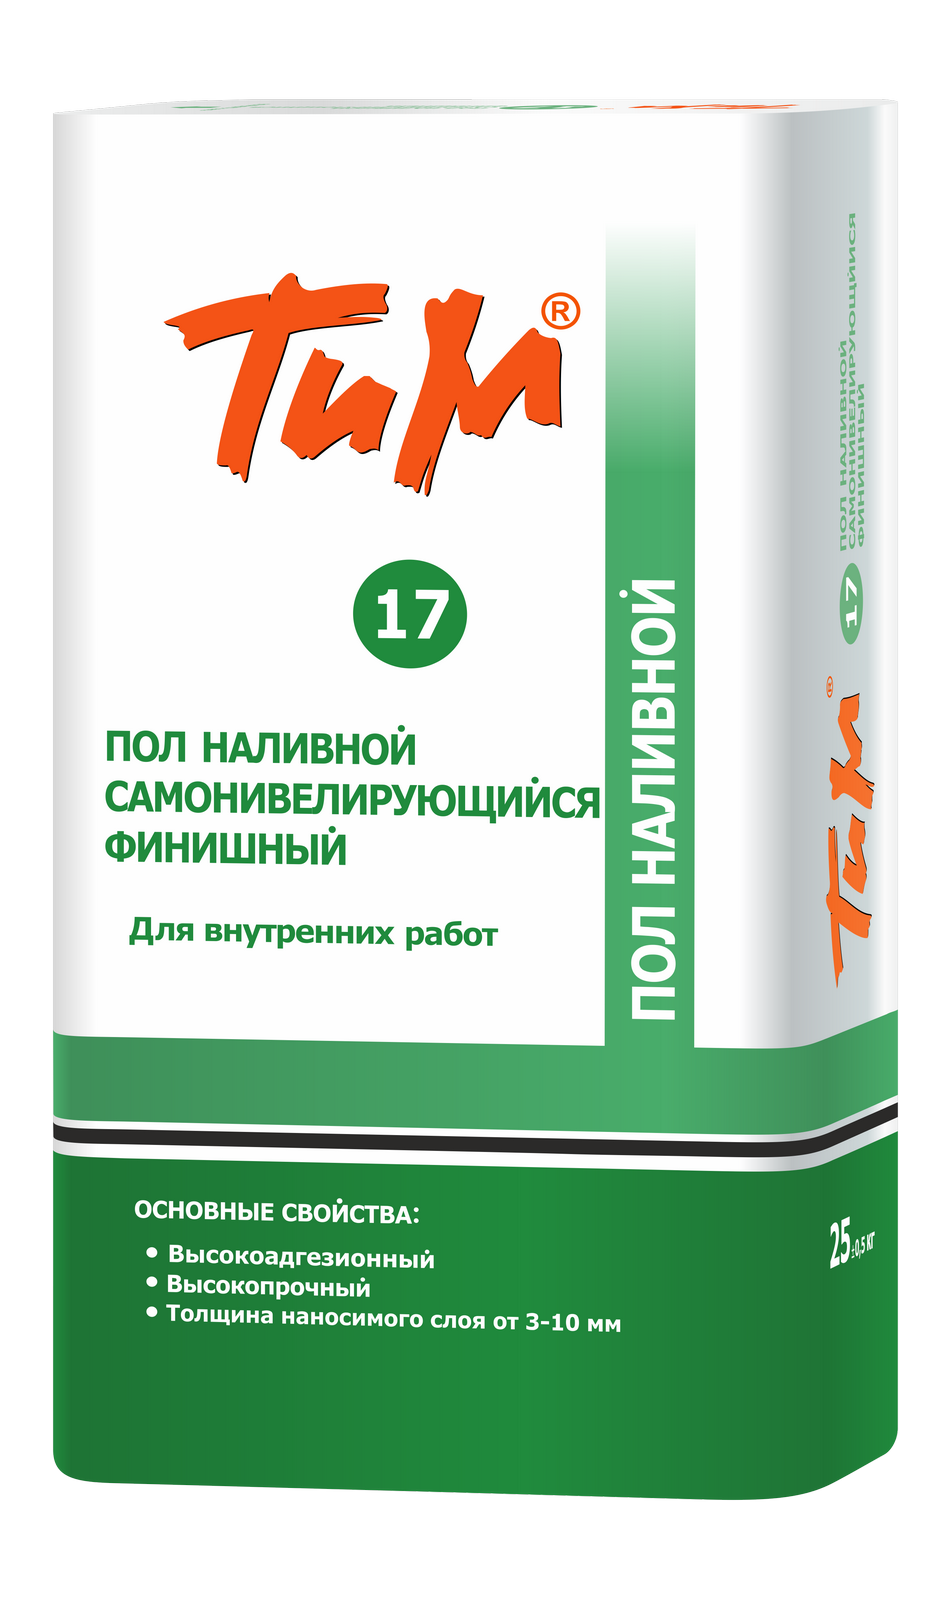 ТиМ®
17
ПОЛ НАЛИВНОЙ
САМОНИВЕЛИРУЮЩИЙСЯ
ФИНИШНЫЙ
Для внутренних работ
ПОЛ НАЛИВНОЙ
ОСНОВНЫЕ СВОЙСТВА:
• Высокоадгезионный
• Высокопрочный
• Толщина наносимого слоя от 3-10 мм
ПОЛ НАЛИВНОЙ
САМОНИВЕЛИРУЮЩИЙСЯ
ФИНИШНЫЙ
17
ТиМ®
25±0,5 кг